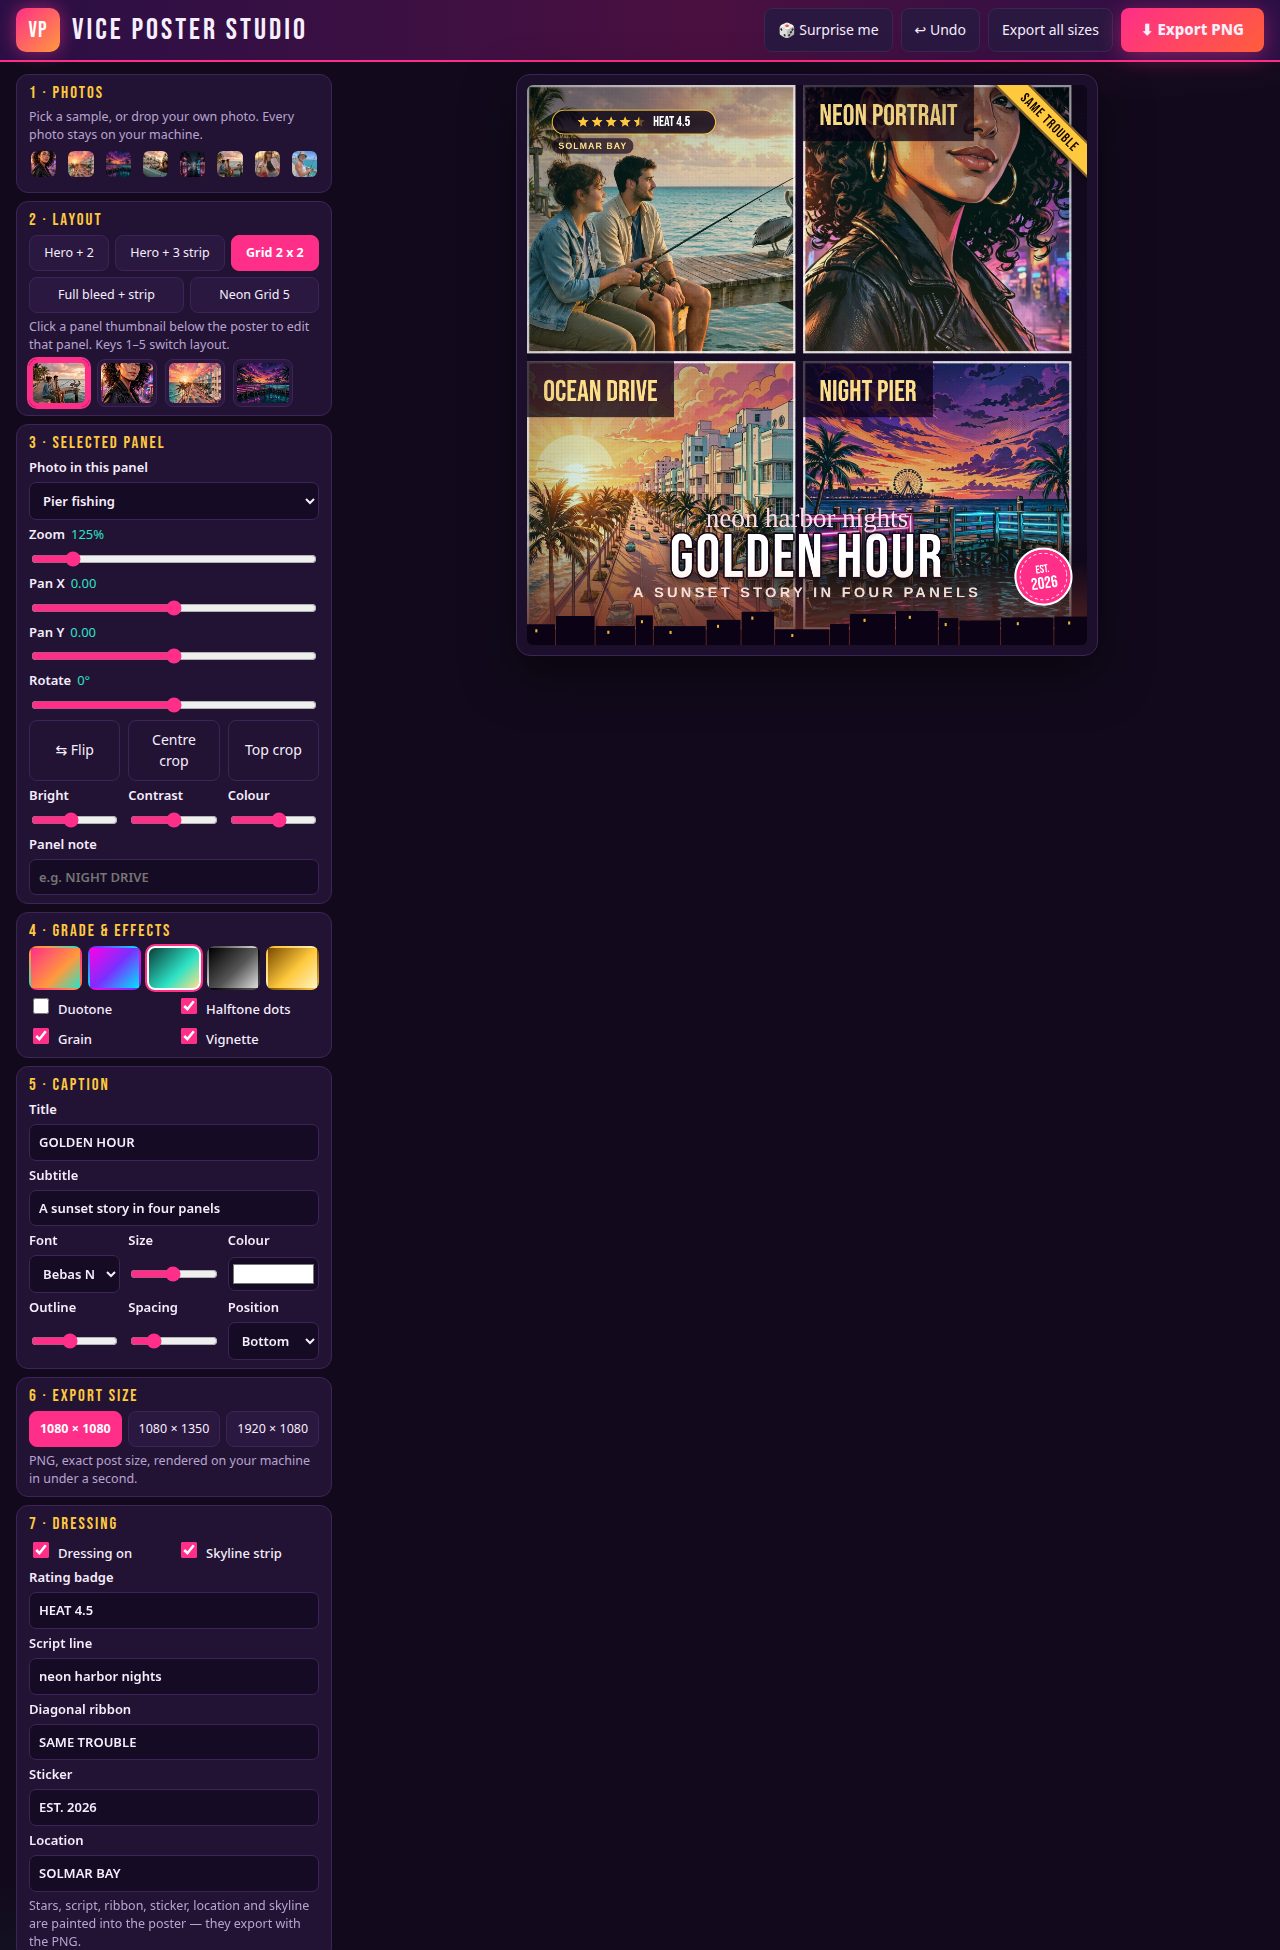 VP VICE POSTER STUDIO
🎲 Surprise me
↩ Undo
Export all sizes
⬇ Export PNG
1 · PHOTOS
Pick a sample, or drop your own photo. Every
photo stays on your machine.
2 · LAYOUT
Hero + 2
Hero + 3 strip
Grid 2 x 2
Full bleed + strip
Neon Grid 5
Click a panel thumbnail below the poster to edit
that panel. Keys 1–5 switch layout.
3 · SELECTED PANEL
Photo in this panel
Pier fishing
Zoom 125%
Pan X 0.00
Pan Y 0.00
Rotate 0°
⇆ Flip
Centre
crop
Top crop
Bright
Contrast
Colour
Panel note
e.g. NIGHT DRIVE
4 · GRADE & EFFECTS
Duotone
Halftone dots
Grain
Vignette
5 · CAPTION
Title
GOLDEN HOUR
Subtitle
A sunset story in four panels
Font
Size
Colour
Bebas N
Outline
Spacing
Position
Bottom
6 · EXPORT SIZE
1080 × 1080
1080 × 1350
1920 × 1080
PNG, exact post size, rendered on your machine
in under a second.
7 · DRESSING
Dressing on
Skyline strip
Rating badge
HEAT 4.5
Script line
neon harbor nights
Diagonal ribbon
SAME TROUBLE
Sticker
EST. 2026
Location
SOLMAR BAY
Stars, script, ribbon, sticker, location and skyline
are painted into the poster — they export with
the PNG.
HEAT 4.5
SOLMAR BAY
NEON PORTRAIT
SAME TROUBLE
OCEAN DRIVE
NIGHT PIER
neon harbor nights
GOLDEN HOUR
A SUNSET STORY IN FOUR PANELS
EST.
2026